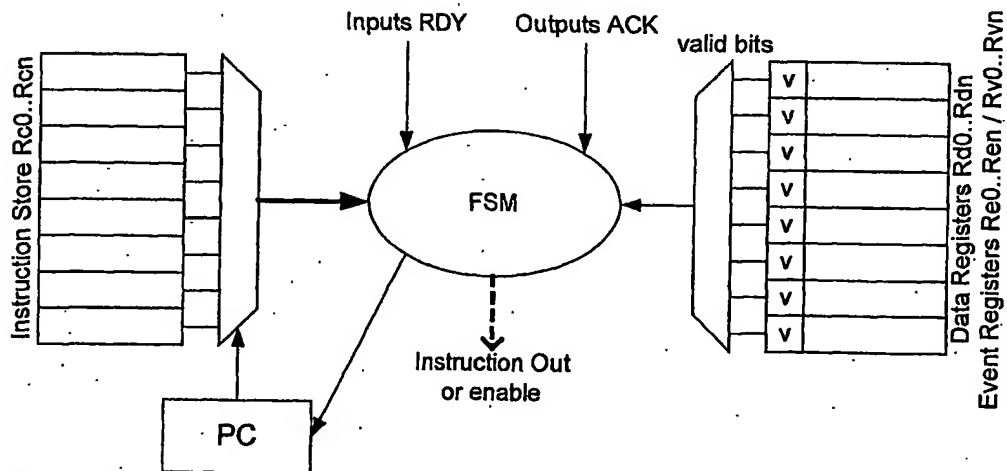 Inputs RDY
Outputs ACK
valid bits
Instruction Store Rc0..Rcn
FSM
v
v
v
v
v
v
v
v
Data Registers Rd0..Rdn
Event Registers Re0..Ren / Rv0..Rvn
Instruction Out
or enable
PC